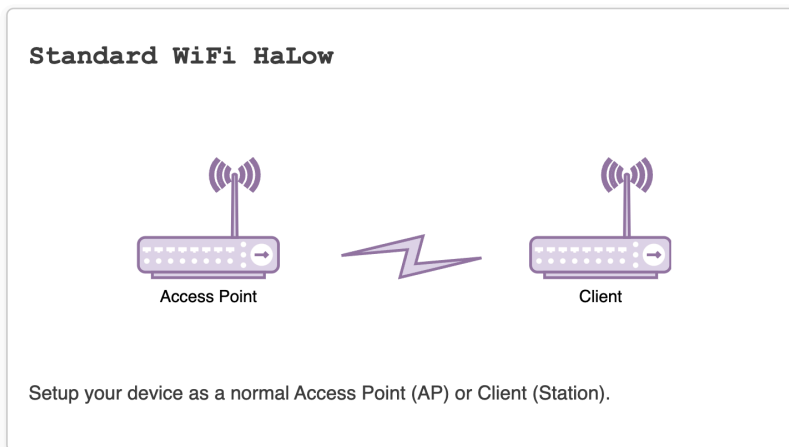 Standard WiFi HaLow
Access Point
Client
Setup your device as a normal Access Point (AP) or Client (Station).